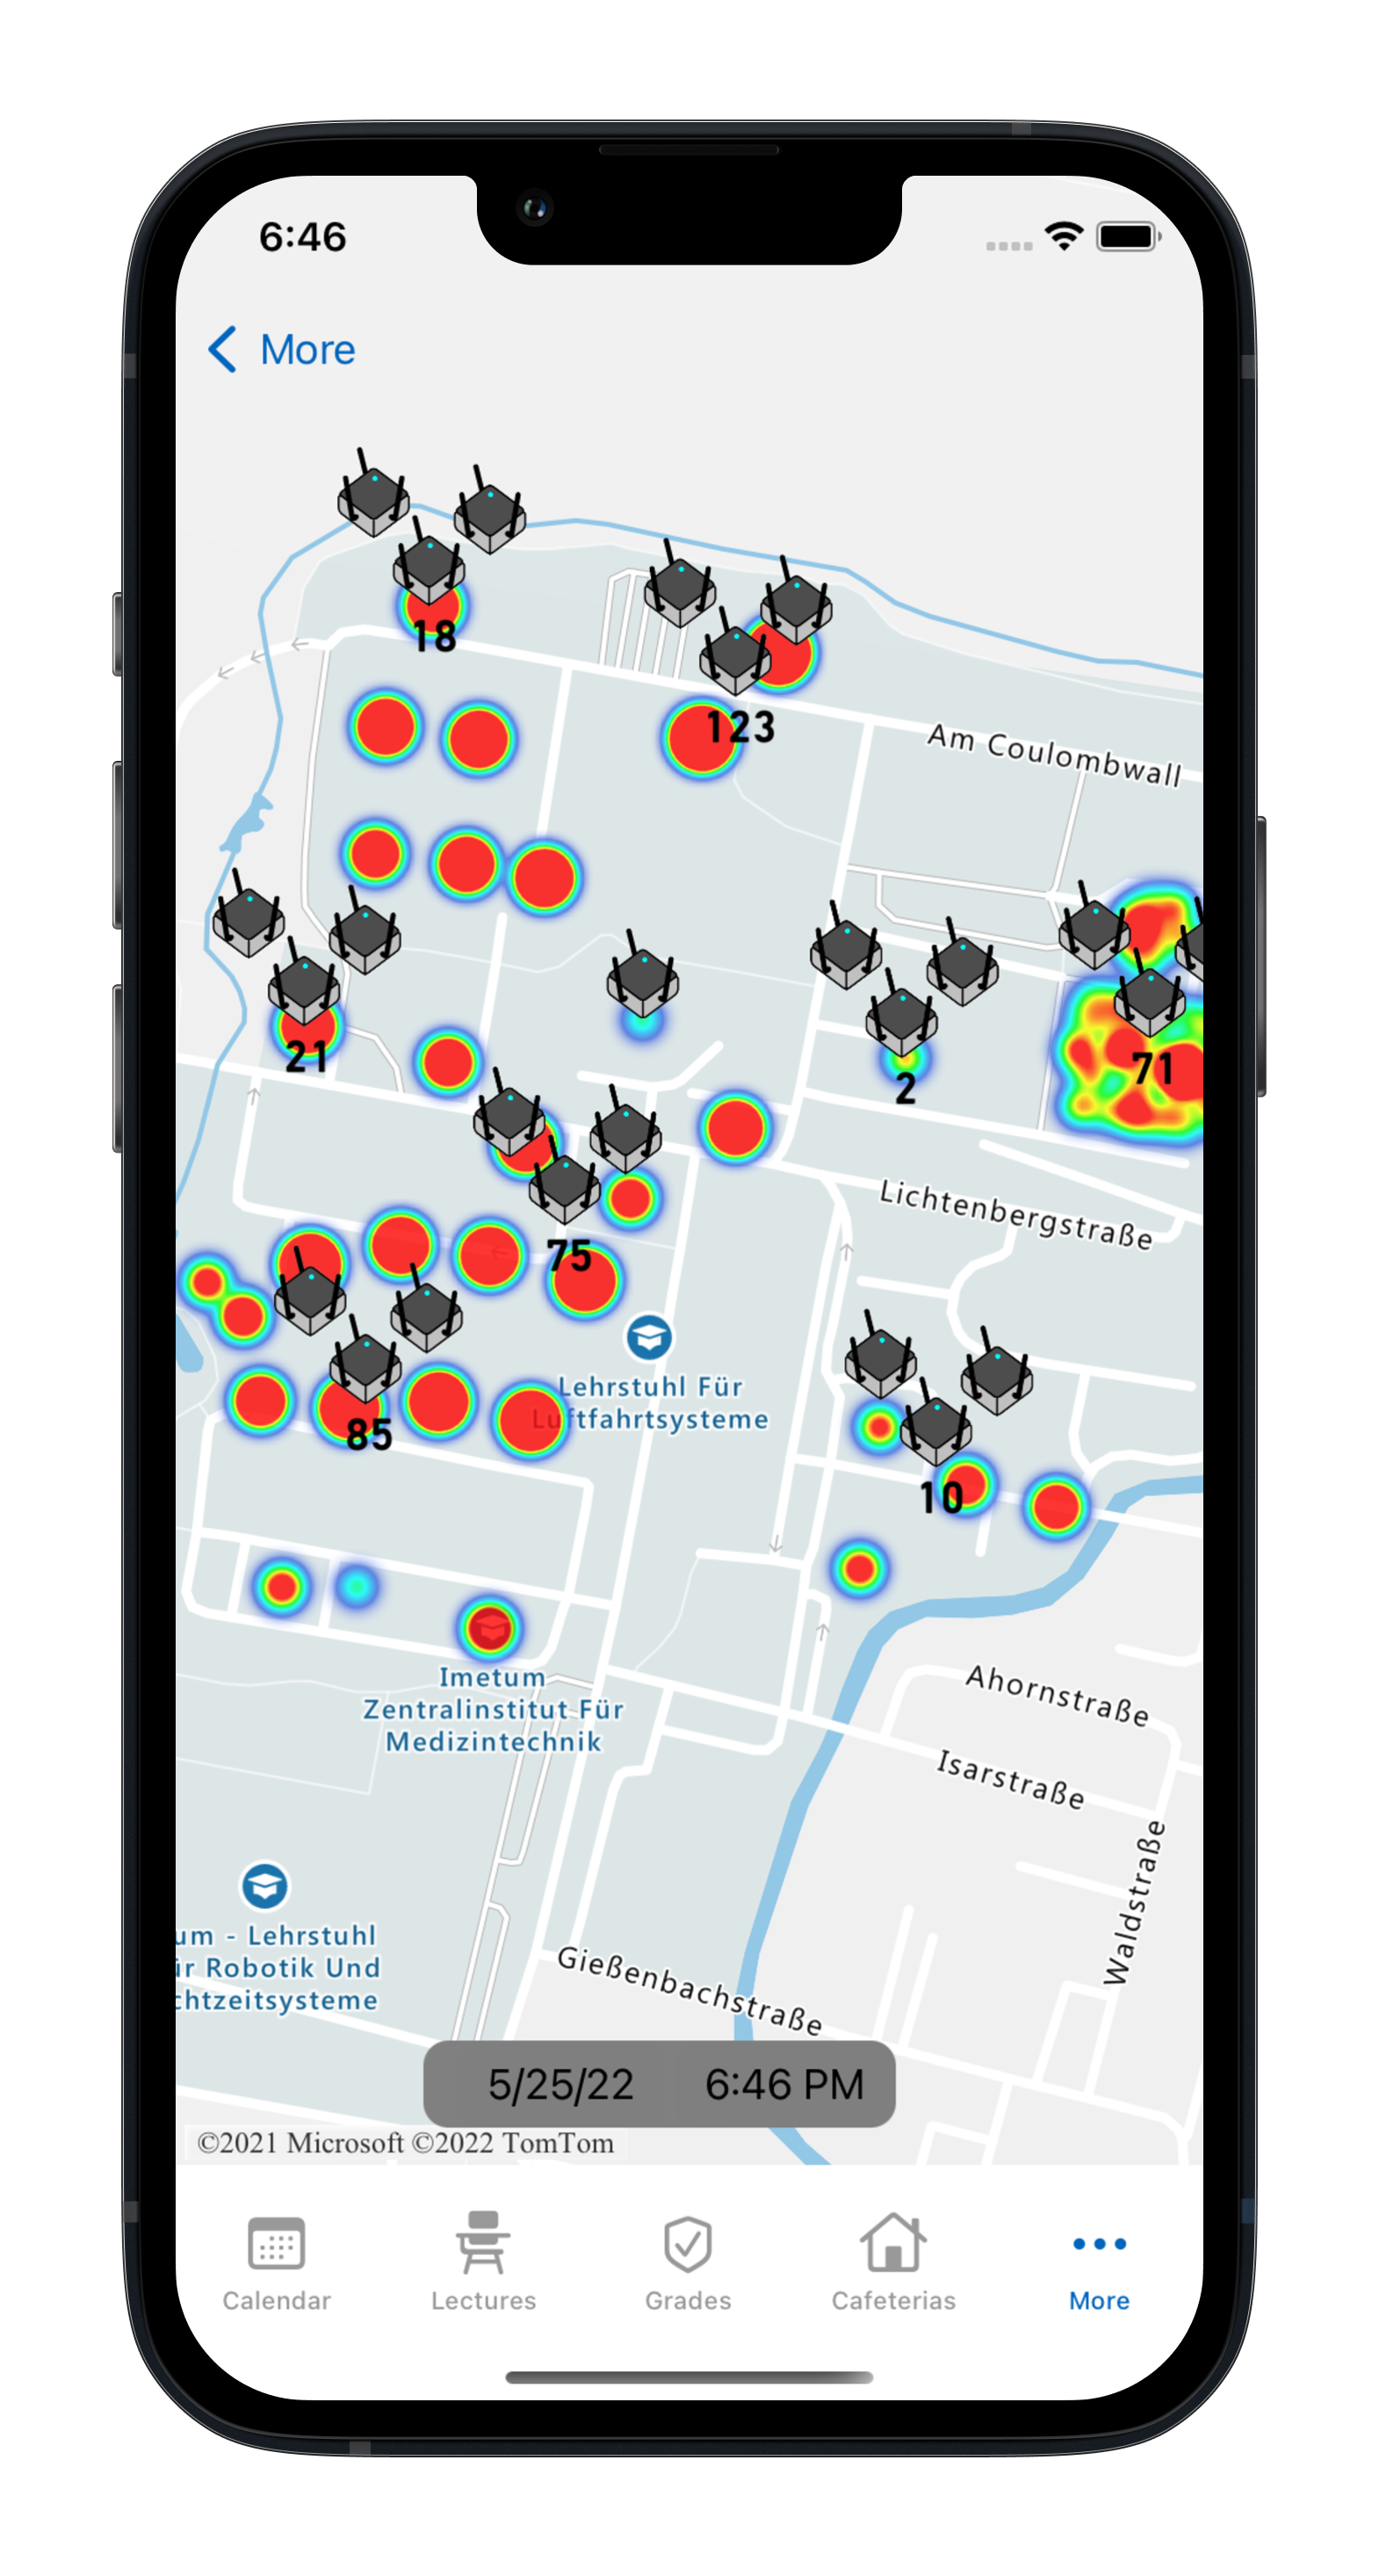 6:46
More
18
123
Am Coulombwall
21
2
71
Lichtenbergstraße
75
Lehrstuhl Für
Luftfahrtsysteme
85
10
Imetum
Zentralinstitut Für
Medizintechnik
Ahornstraße
Isarstraße
Waldstraße
um - Lehrstuhl
ür Robotik Und
chtzeitsysteme
Gießenbachstraße
5/25/22 6:46 PM
©2021 Microsoft ©2022 TomTom
Calendar Lectures Grades Cafeterias More